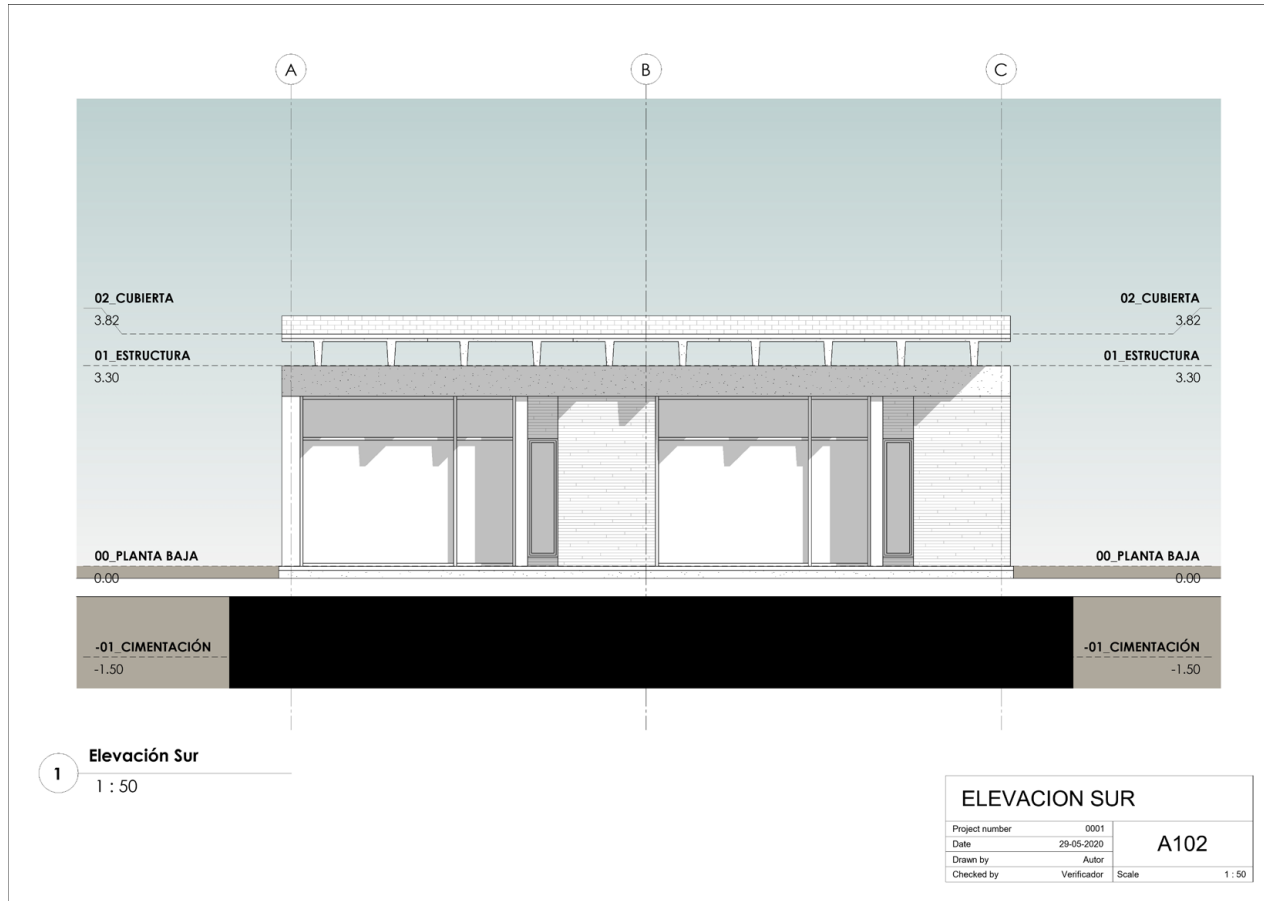 A
B
C
02_CUBIERTA
3.82
02_CUBIERTA
3.82
01_ESTRUCTURA
3.30
01_ESTRUCTURA
3.30
00_PLANTA BAJA
0.00
00_PLANTA BAJA
0.00
-01_CIMENTACIÓN
-1.50
-01_CIMENTACIÓN
-1.50
1
Elevación Sur
1 : 50
ELEVACION SUR
Project number 0001
Date 29-05-2020
Drawn by Autor
Checked by Verificador
A102
Scale 1 : 50